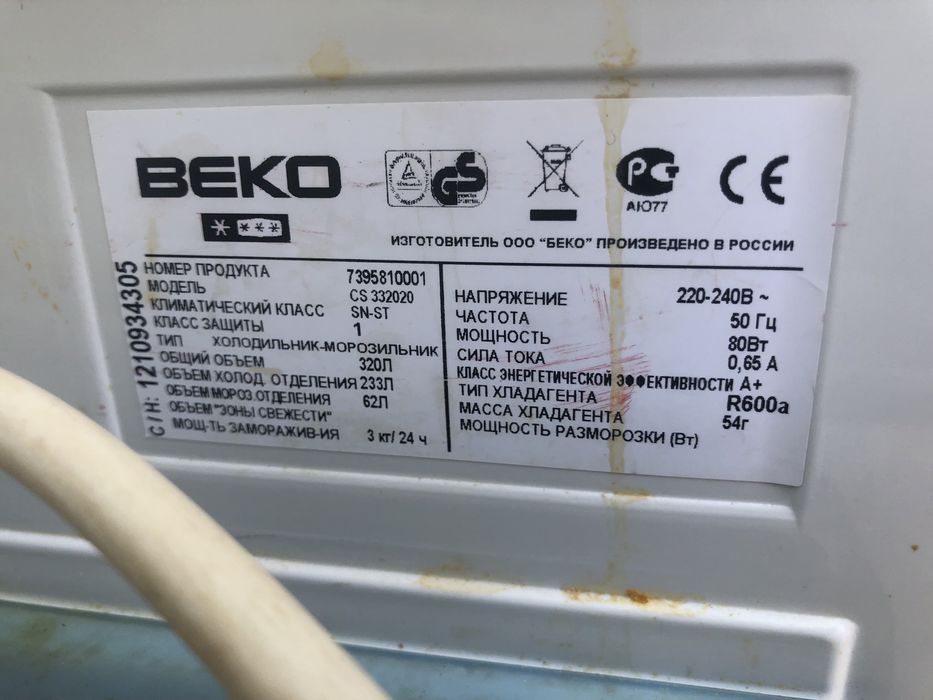 BEKO
АЮ77
ИЗГОТОВИТЕЛЬ ООО "БЕКО" ПРОИЗВЕДЕНО В РОССИИ
С/Н: 1210934305
НОМЕР ПРОДУКТА 7395810001
МОДЕЛЬ CS 332020
КЛИМАТИЧЕСКИЙ КЛАСС SN-ST
КЛАСС ЗАЩИТЫ 1
ТИП ХОЛОДИЛЬНИК-МОРОЗИЛЬНИК
ОБЩИЙ ОБЪЕМ 320Л
ОБЪЕМ ХОЛОД. ОТДЕЛЕНИЯ 233Л
ОБЪЕМ МОРОЗ.ОТДЕЛЕНИЯ 62Л
ОБЪЕМ "ЗОНЫ СВЕЖЕСТИ"
МОЩ-ТЬ ЗАМОРАЖИВ-ИЯ 3 кг/ 24 ч
НАПРЯЖЕНИЕ 220-240В ~
ЧАСТОТА 50 Гц
МОЩНОСТЬ 80Вт
СИЛА ТОКА 0,65 А
КЛАСС ЭНЕРГЕТИЧЕСКОЙ ЭФФЕКТИВНОСТИ А+
ТИП ХЛАДАГЕНТА R600a
МАССА ХЛАДАГЕНТА 54г
МОЩНОСТЬ РАЗМОРОЗКИ (Вт)